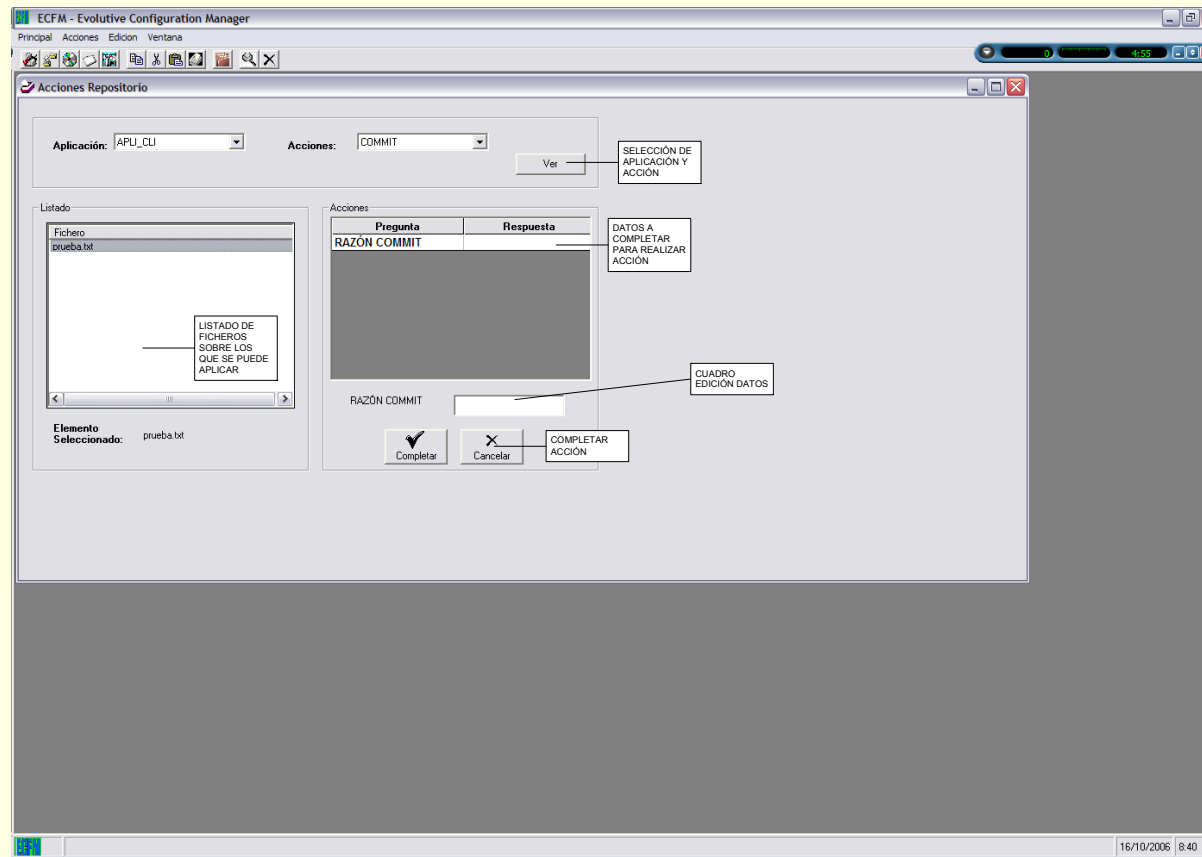 ECFM - Evolutive Configuration Manager
Principal Acciones Edicion Ventana
0
4:55
Acciones Repositorio
Aplicación: APLI_CLI
Acciones: COMMIT
Ver
SELECCIÓN DE
APLICACIÓN Y
ACCIÓN
Listado
Fichero
prueba.txt
LISTADO DE
FICHEROS
SOBRE LOS
QUE SE PUEDE
APLICAR
Elemento
Seleccionado: prueba.txt
Acciones
Pregunta Respuesta
RAZÓN COMMIT
DATOS A
COMPLETAR
PARA REALIZAR
ACCIÓN
CUADRO
EDICIÓN DATOS
RAZÓN COMMIT
Completar
Cancelar
COMPLETAR
ACCIÓN
16/10/2006 8:40